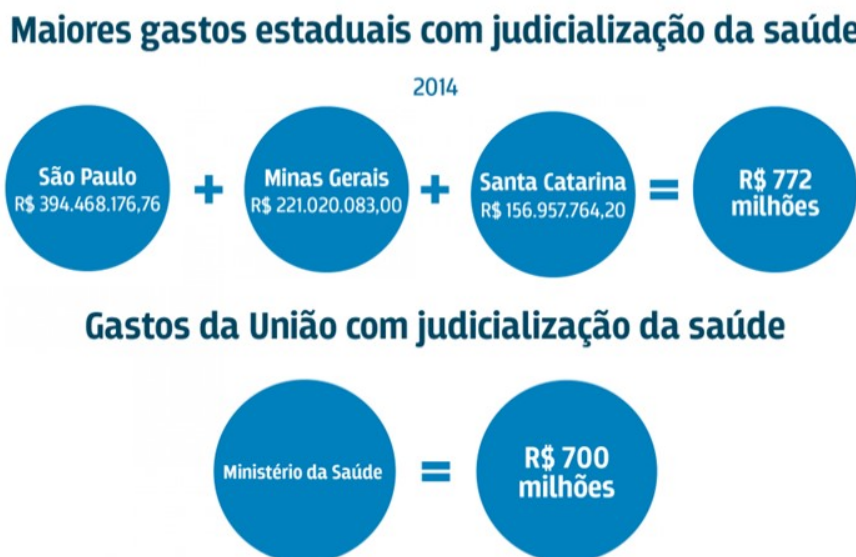 Maiores gastos estaduais com judicialização da saúde
2014
São Paulo
R$ 394.468.176,76
+
Minas Gerais
R$ 221.020.083,00
+
Santa Catarina
R$ 156.957.764,20
=
R$ 772
milhões
Gastos da União com judicialização da saúde
Ministério da Saúde
=
R$ 700
milhões